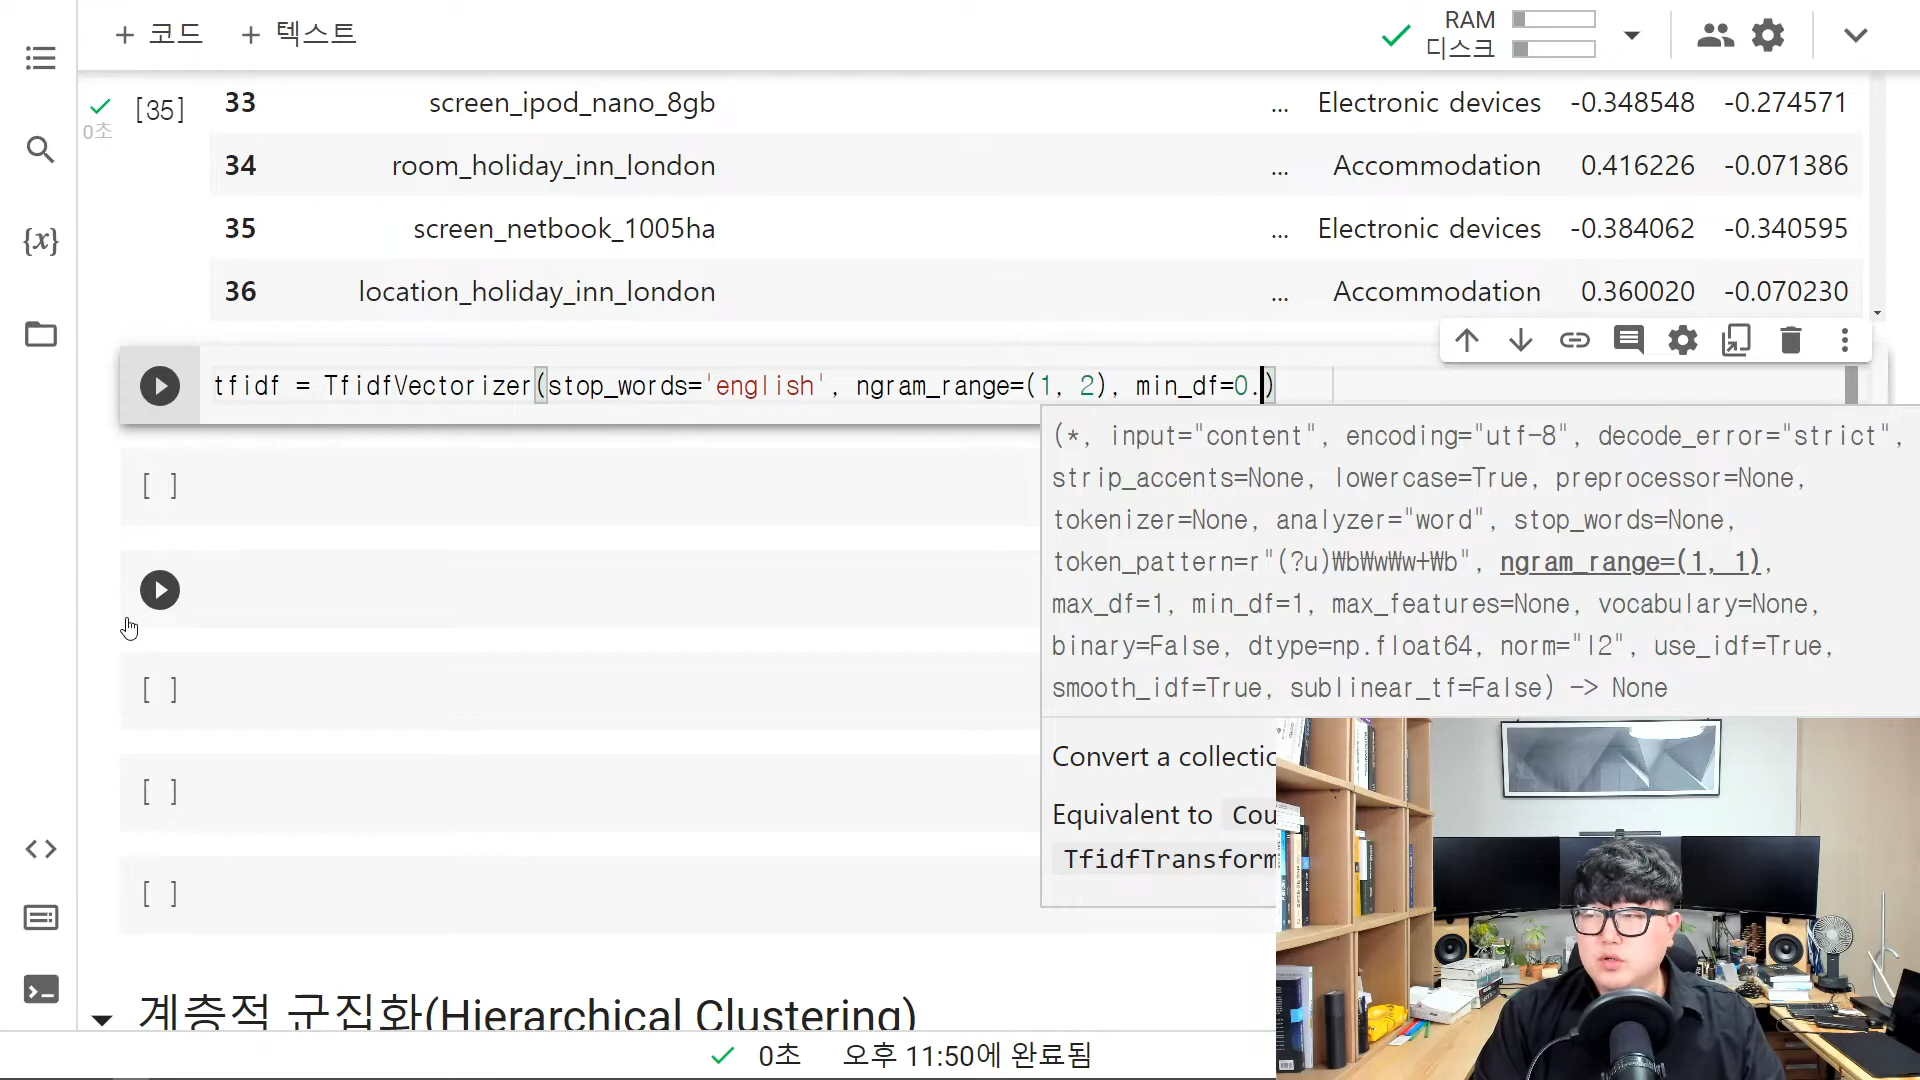 + 코드 + 텍스트
RAM
디스크
[35]
0초
33 screen_ipod_nano_8gb ... Electronic devices -0.348548 -0.274571
34 room_holiday_inn_london ... Accommodation 0.416226 -0.071386
35 screen_netbook_1005ha ... Electronic devices -0.384062 -0.340595
36 location_holiday_inn_london ... Accommodation 0.360020 -0.070230
{x}
tfidf = TfidfVectorizer(stop_words='english', ngram_range=(1, 2), min_df=0.)
(*, input="content", encoding="utf-8", decode_error="strict",
strip_accents=None, lowercase=True, preprocessor=None,
tokenizer=None, analyzer="word", stop_words=None,
token_pattern=r"(?u)₩b₩w₩w+₩b", ngram_range=(1, 1),
max_df=1, min_df=1, max_features=None, vocabulary=None,
binary=False, dtype=np.float64, norm="l2", use_idf=True,
smooth_idf=True, sublinear_tf=False) -> None
Convert a collectic
Equivalent to Cou
TfidfTransform
[ ]
[ ]
[ ]
[ ]
계층적 군집화(Hierarchical Clustering)
0초 오후 11:50에 완료됨